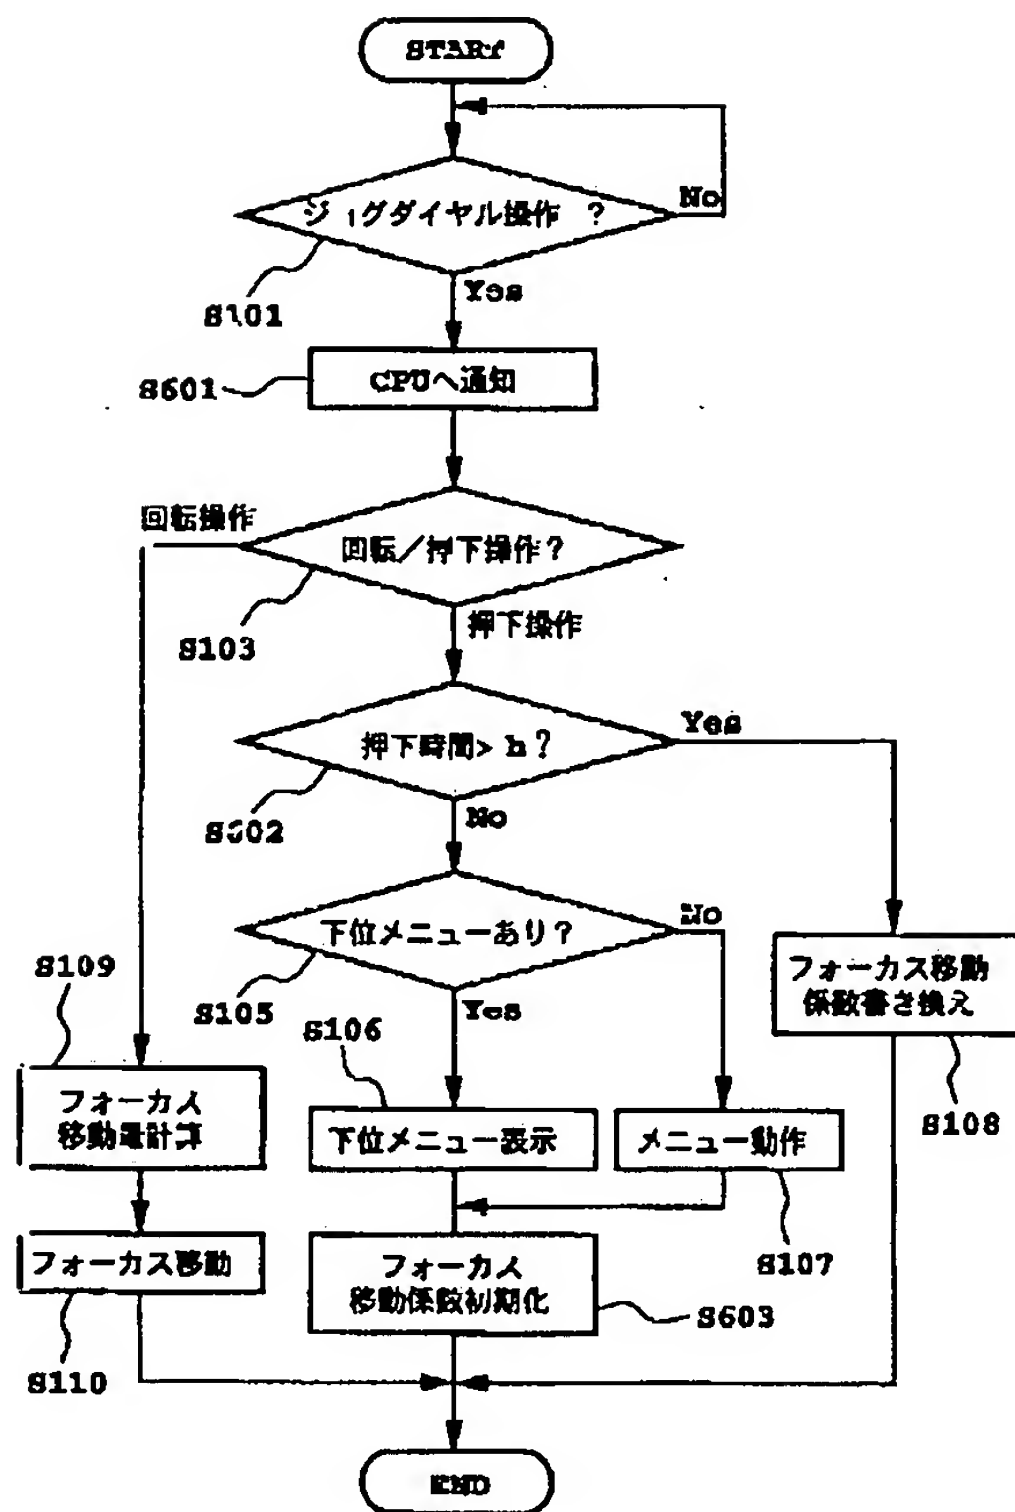 START
No
ジョグダイヤル操作 ?
Yes
S101
CPUへ通知
S601
回転操作
回転/押下操作?
S103
押下操作
押下時間> h?
Yes
S602
No
下位メニューあり?
No
S105
Yes
S109
S106
フォーカス移動
係数書き換え
S108
フォーカス
移動量計算
下位メニュー表示
メニュー動作
S107
フォーカス移動
S110
フォーカス
移動係数初期化
S603
END